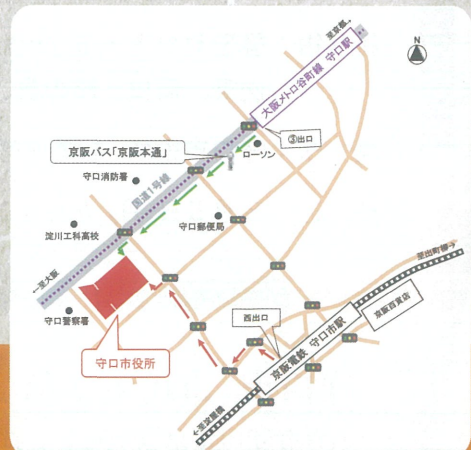 至京都→
N
大阪メトロ谷町線 守口駅
③出口
京阪バス「京阪本通」
ローソン
守口消防署
国道1号線
淀川工科高校
守口郵便局
←至大阪
至出町柳→
守口警察署
西出口
京阪電鉄 守口市駅
京阪百貨店
守口市役所
←至淀屋橋